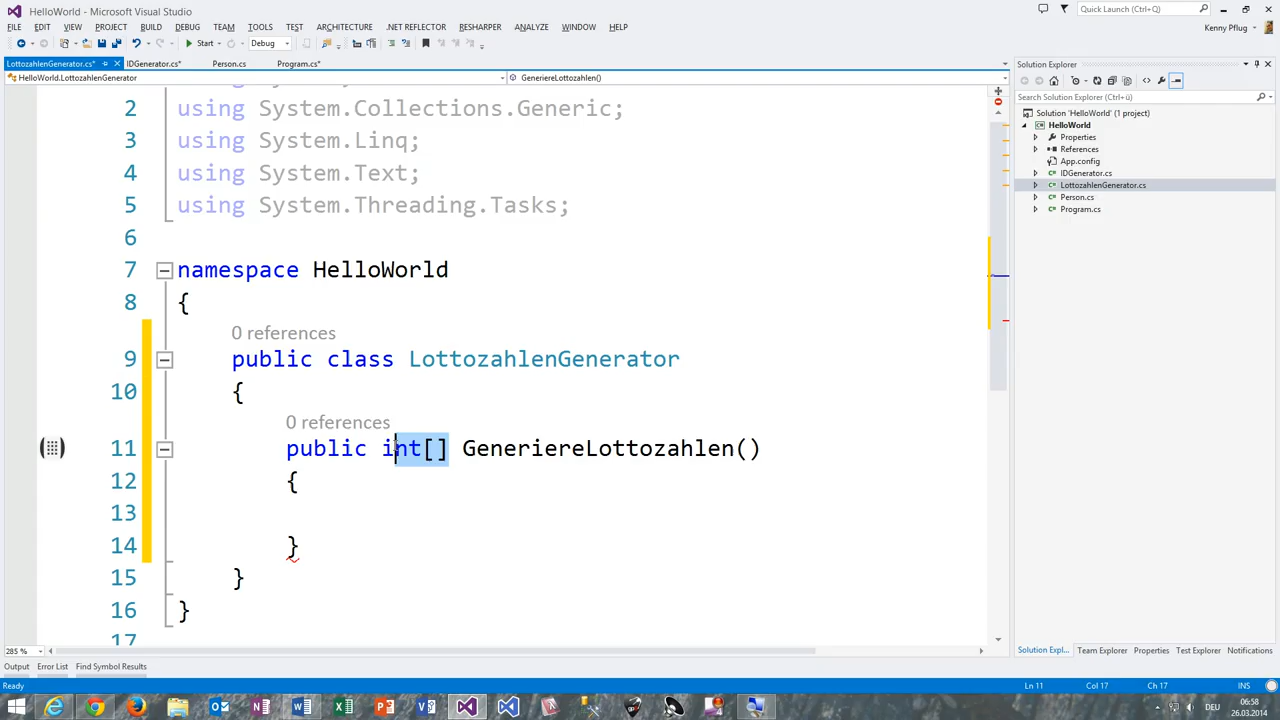 HelloWorld - Microsoft Visual Studio
Quick Launch (Ctrl+Q)
FILE EDIT VIEW PROJECT BUILD DEBUG TEAM TOOLS TEST ARCHITECTURE .NET REFLECTOR RESHARPER ANALYZE WINDOW HELP
Kenny Pflug
Start Debug
LottozahlenGenerator.cs* IDGenerator.cs* Person.cs Program.cs*
HelloWorld.LottozahlenGenerator GeneriereLottozahlen()
2 using System.Collections.Generic;
3 using System.Linq;
4 using System.Text;
5 using System.Threading.Tasks;
6
7 namespace HelloWorld
8 {
0 references
9 public class LottozahlenGenerator
10 {
0 references
11 public int[] GeneriereLottozahlen()
12 {
13
14 }
15 }
16 }
17
285 %
Solution Explorer
Search Solution Explorer (Ctrl+ü)
Solution 'HelloWorld' (1 project)
HelloWorld
Properties
References
App.config
IDGenerator.cs
LottozahlenGenerator.cs
Person.cs
Program.cs
Solution Expl... Team Explorer Properties Test Explorer Notifications
Output Error List Find Symbol Results
Ready Ln 11 Col 17 Ch 17 INS
DEU
06:58
26.03.2014